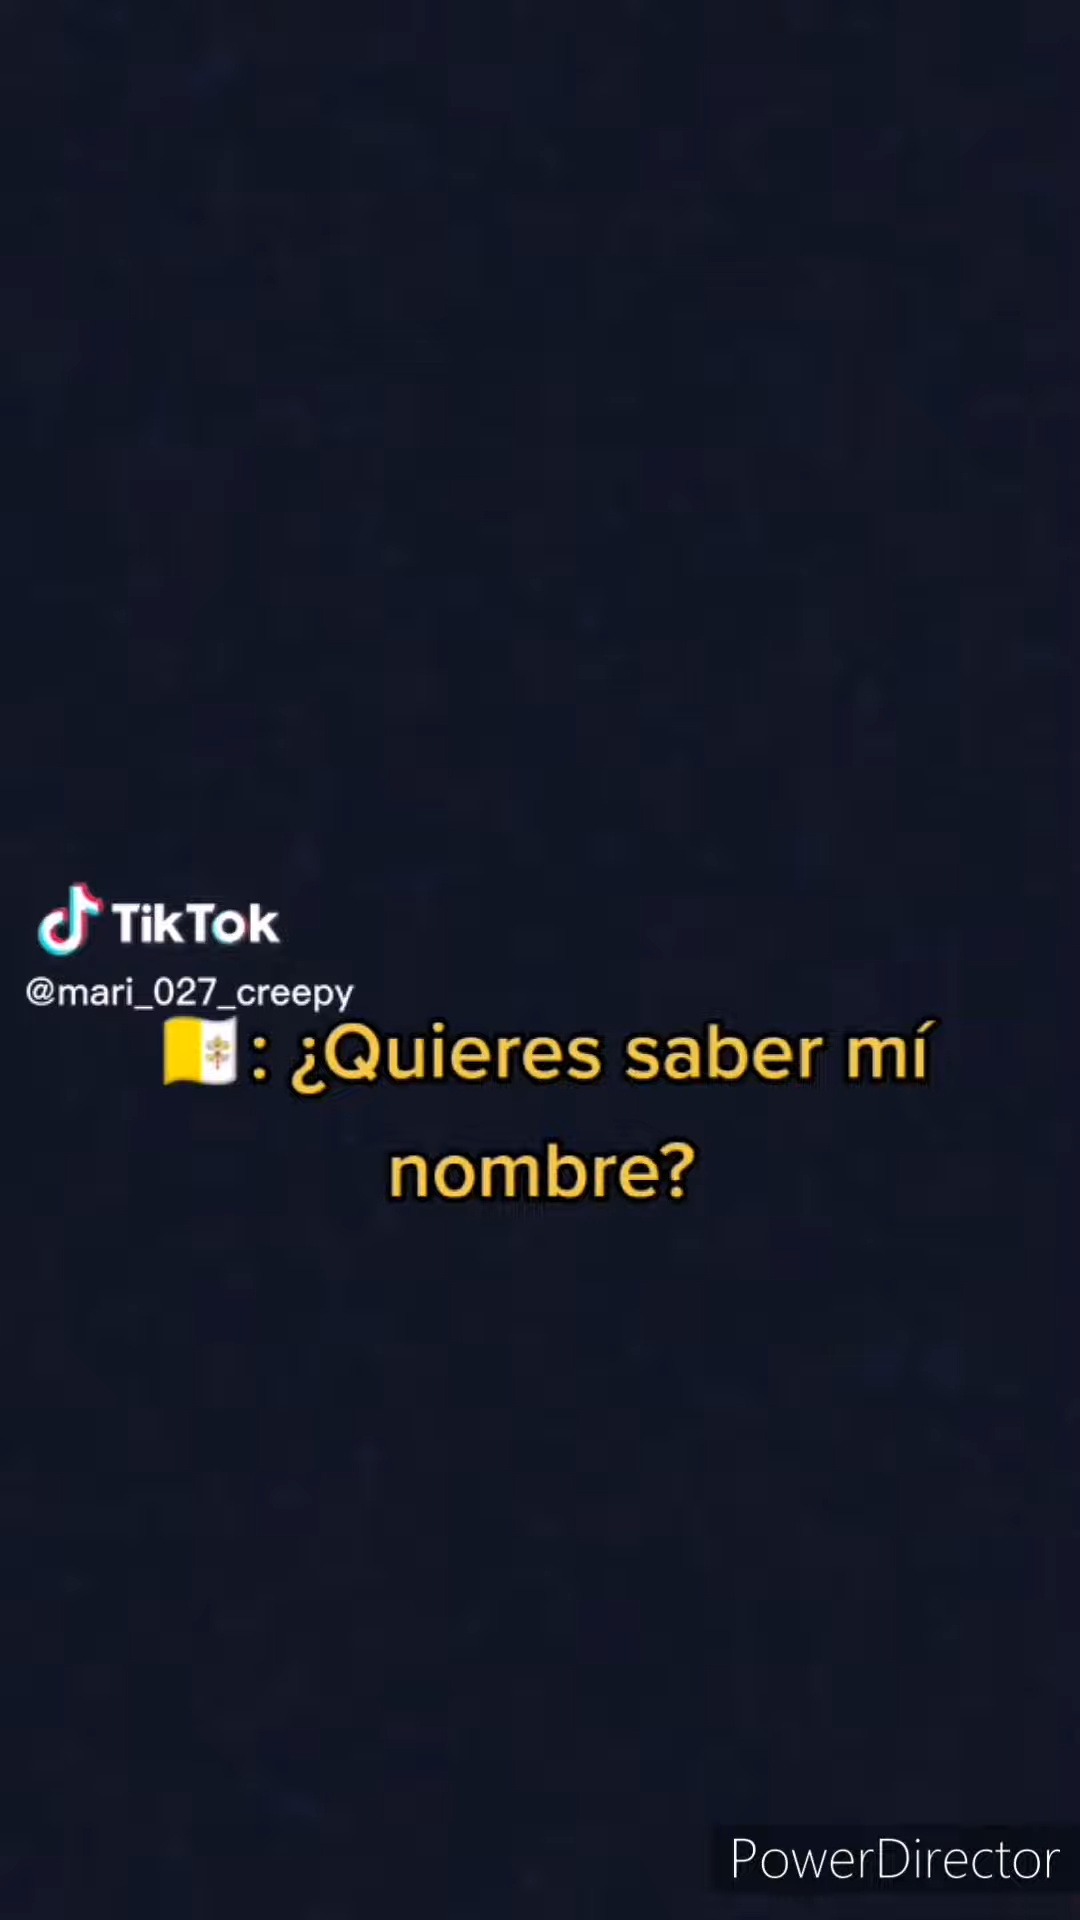 TikTok
@mari_027_creepy
🇻🇦: ¿Quieres saber mí
nombre?
PowerDirector